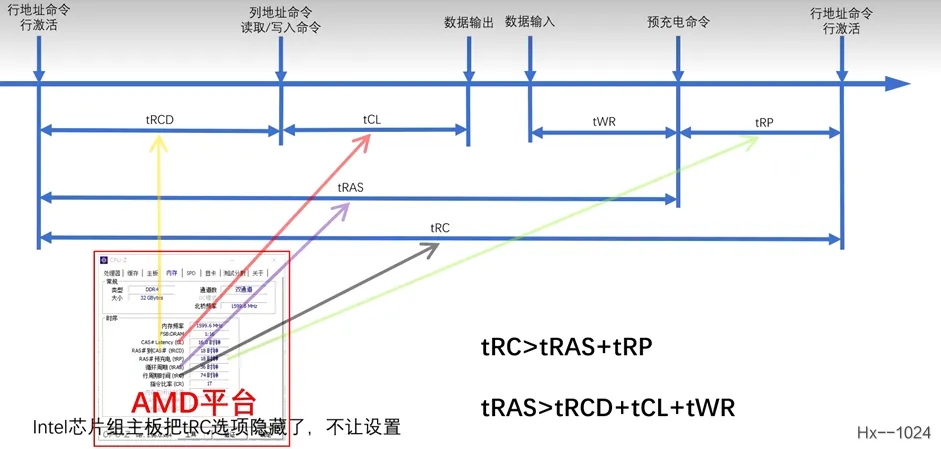 行地址命令
行激活
列地址命令
读取/写入命令
数据输出
数据输入
预充电命令
行地址命令
行激活
tRCD
tCL
tWR
tRP
tRAS
tRC
CPU-Z
处理器 缓存 主板 内存 SPD 显卡 测试分数 关于
常规
类型 DDR4 通道数 四通道
大小 32 GBytes
北桥频率 1599.6 MHz
时序
内存频率 1599.6 MHz
FSB:DRAM 1:16
CAS# Latency (CL) 16.0 时钟
RAS# 到CAS# (tRCD) 18 时钟
RAS# 预充电 (tRP) 18 时钟
循环周期 (tRAS) 56 时钟
行周期时间 (tRC) 74 时钟
指令比率 (CR) 1T
AMD平台
Intel芯片组主板把tRC选项隐藏了，不让设置
tRC>tRAS+tRP
tRAS>tRCD+tCL+tWR
Hx--1024